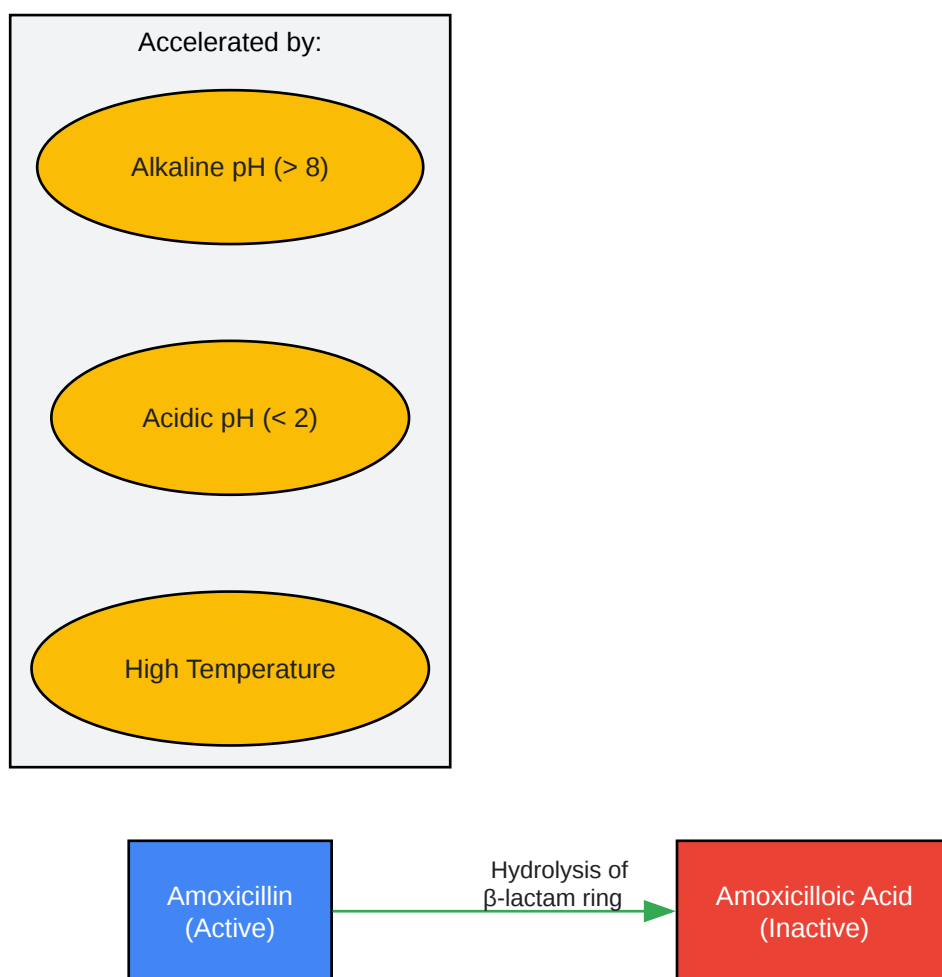 Accelerated by:
Alkaline pH (> 8)
Acidic pH (< 2)
High Temperature
Amoxicillin
(Active)
Hydrolysis of
β-lactam ring
Amoxicilloic Acid
(Inactive)